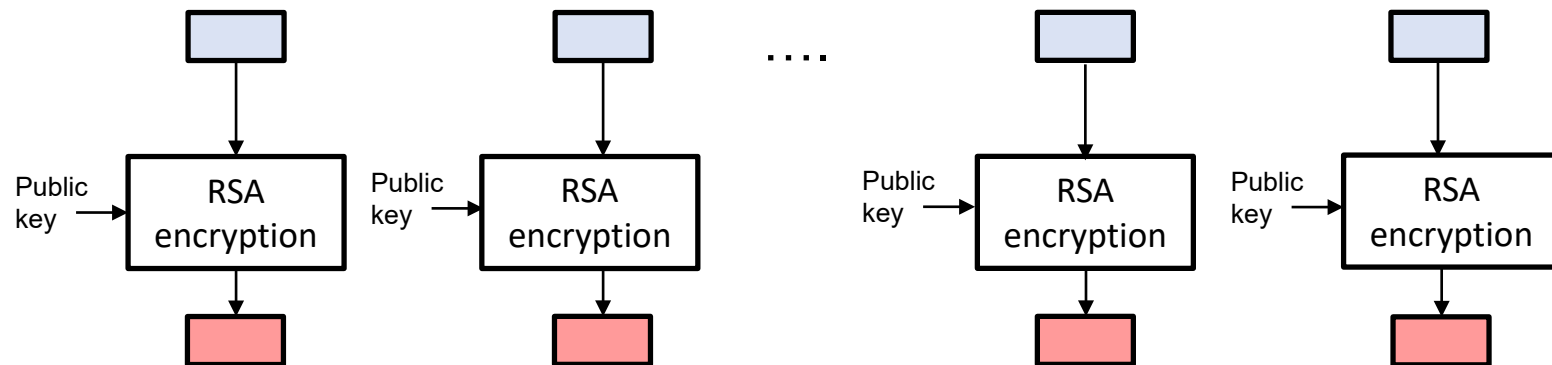 ....
Public
key
RSA
encryption
Public
key
RSA
encryption
Public
key
RSA
encryption
Public
key
RSA
encryption